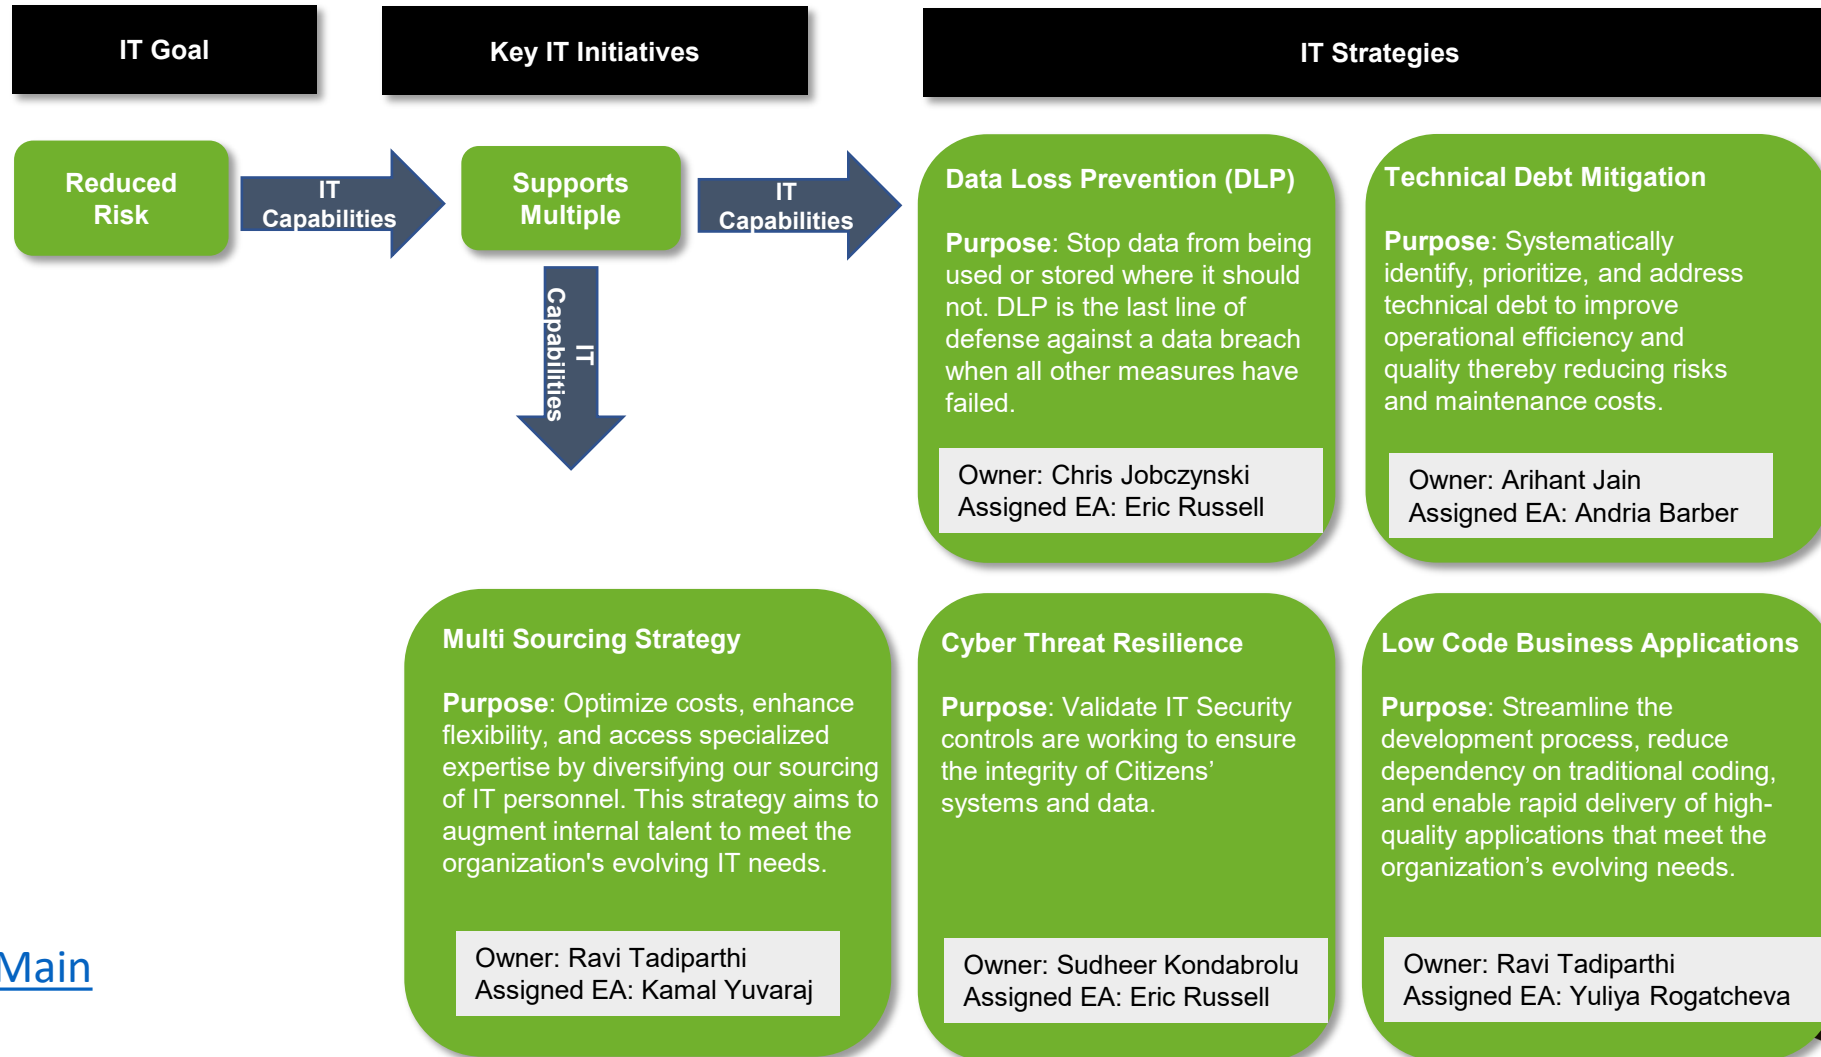 IT Goal
Key IT Initiatives
IT Strategies
Reduced
Risk
IT
Capabilities
Supports
Multiple
IT
Capabilities
IT
Capabilities
Data Loss Prevention (DLP)
Purpose: Stop data from being
used or stored where it should
not. DLP is the last line of
defense against a data breach
when all other measures have
failed.
Owner: Chris Jobczynski
Assigned EA: Eric Russell
Technical Debt Mitigation
Purpose: Systematically
identify, prioritize, and address
technical debt to improve
operational efficiency and
quality thereby reducing risks
and maintenance costs.
Owner: Arihant Jain
Assigned EA: Andria Barber
Multi Sourcing Strategy
Purpose: Optimize costs, enhance
flexibility, and access specialized
expertise by diversifying our sourcing
of IT personnel. This strategy aims to
augment internal talent to meet the
organization's evolving IT needs.
Owner: Ravi Tadiparthi
Assigned EA: Kamal Yuvaraj
Cyber Threat Resilience
Purpose: Validate IT Security
controls are working to ensure
the integrity of Citizens’
systems and data.
Owner: Sudheer Kondabrolu
Assigned EA: Eric Russell
Low Code Business Applications
Purpose: Streamline the
development process, reduce
dependency on traditional coding,
and enable rapid delivery of high-
quality applications that meet the
organization’s evolving needs.
Owner: Ravi Tadiparthi
Assigned EA: Yuliya Rogatcheva
Main